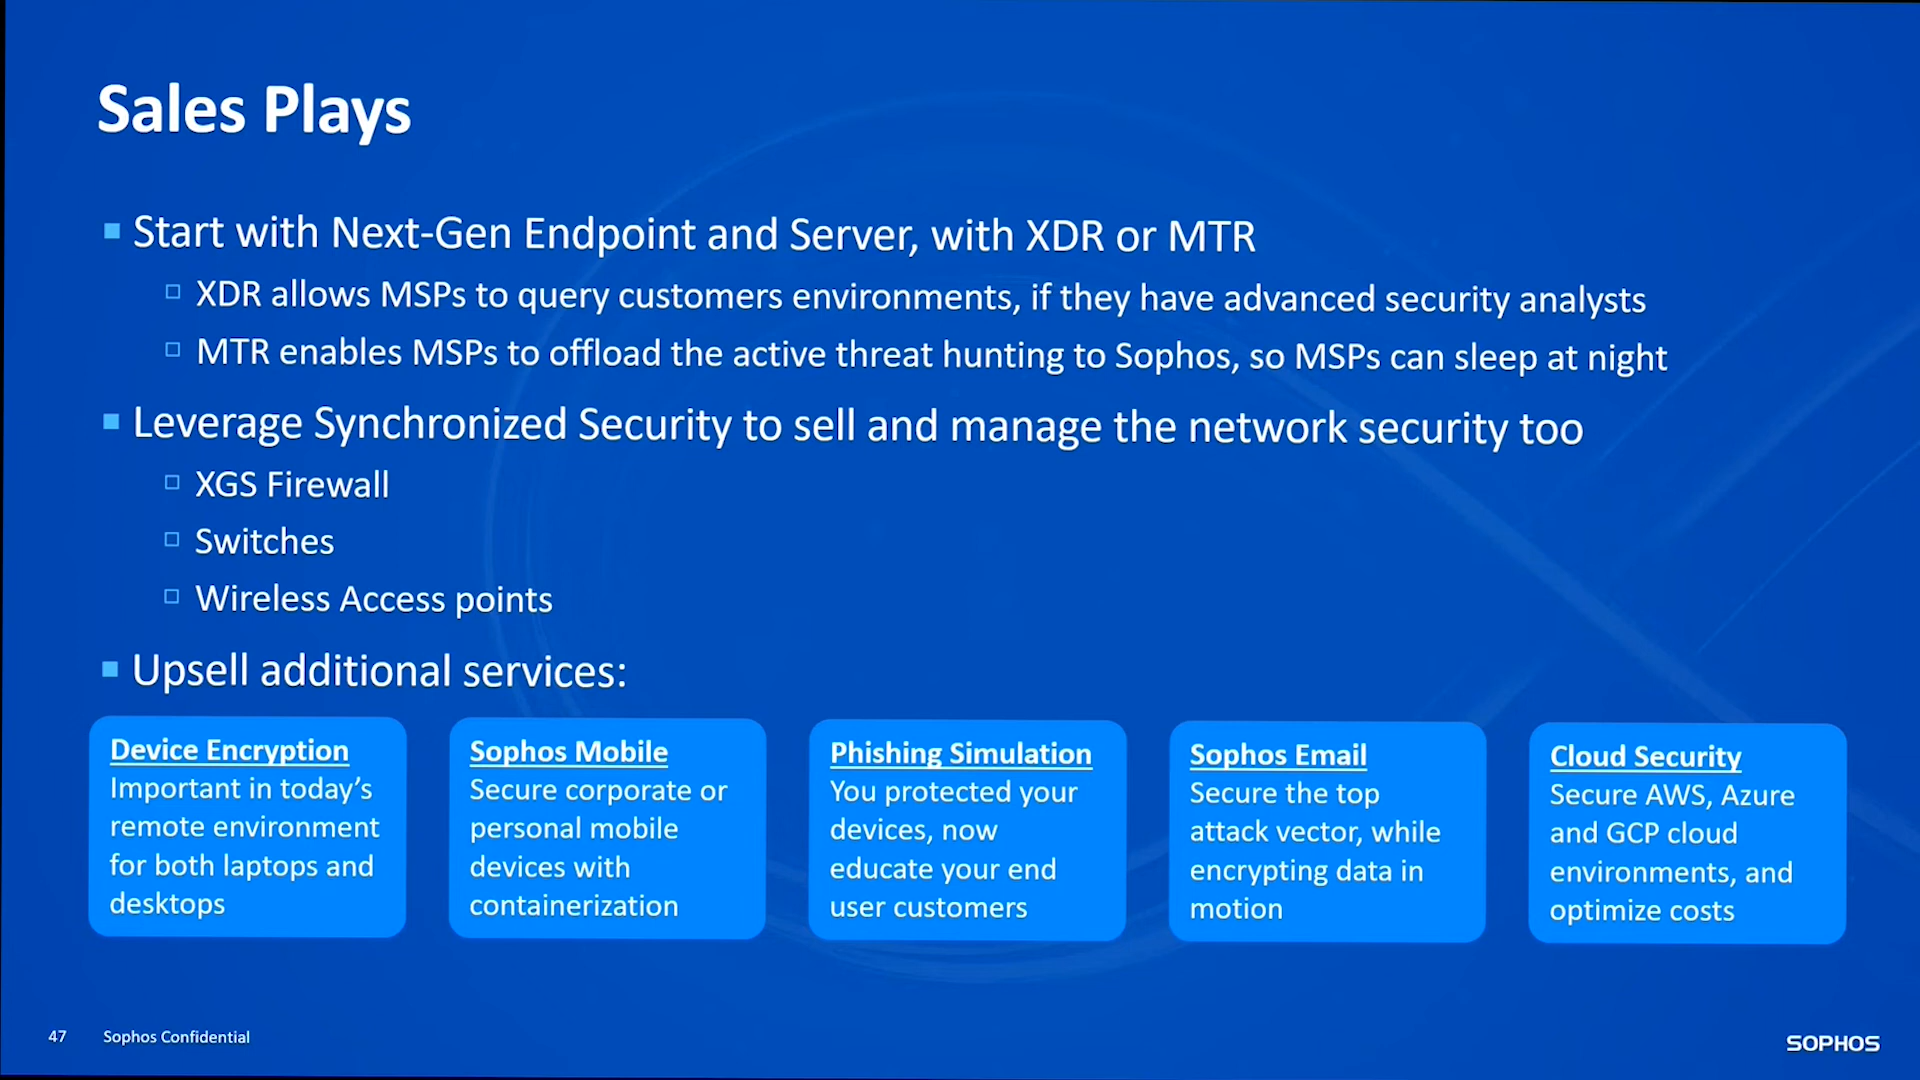 Sales Plays
Start with Next-Gen Endpoint and Server, with XDR or MTR
XDR allows MSPs to query customers environments, if they have advanced security analysts
MTR enables MSPs to offload the active threat hunting to Sophos, so MSPs can sleep at night
Leverage Synchronized Security to sell and manage the network security too
XGS Firewall
Switches
Wireless Access points
Upsell additional services:
Device Encryption
Important in today's
remote environment
for both laptops and
desktops
Sophos Mobile
Secure corporate or
personal mobile
devices with
containerization
Phishing Simulation
You protected your
devices, now
educate your end
user customers
Sophos Email
Secure the top
attack vector, while
encrypting data in
motion
Cloud Security
Secure AWS, Azure
and GCP cloud
environments, and
optimize costs
47 Sophos Confidential
SOPHOS